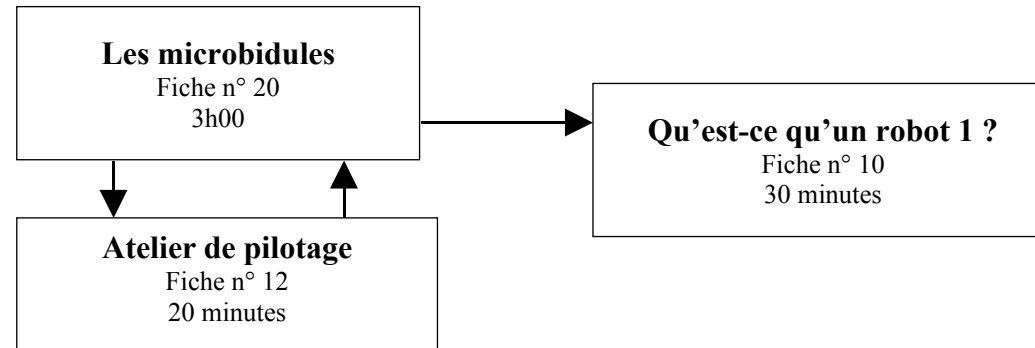 Les microbidules
Fiche n° 20
3h00
Qu’est-ce qu’un robot 1 ?
Fiche n° 10
30 minutes
Atelier de pilotage
Fiche n° 12
20 minutes